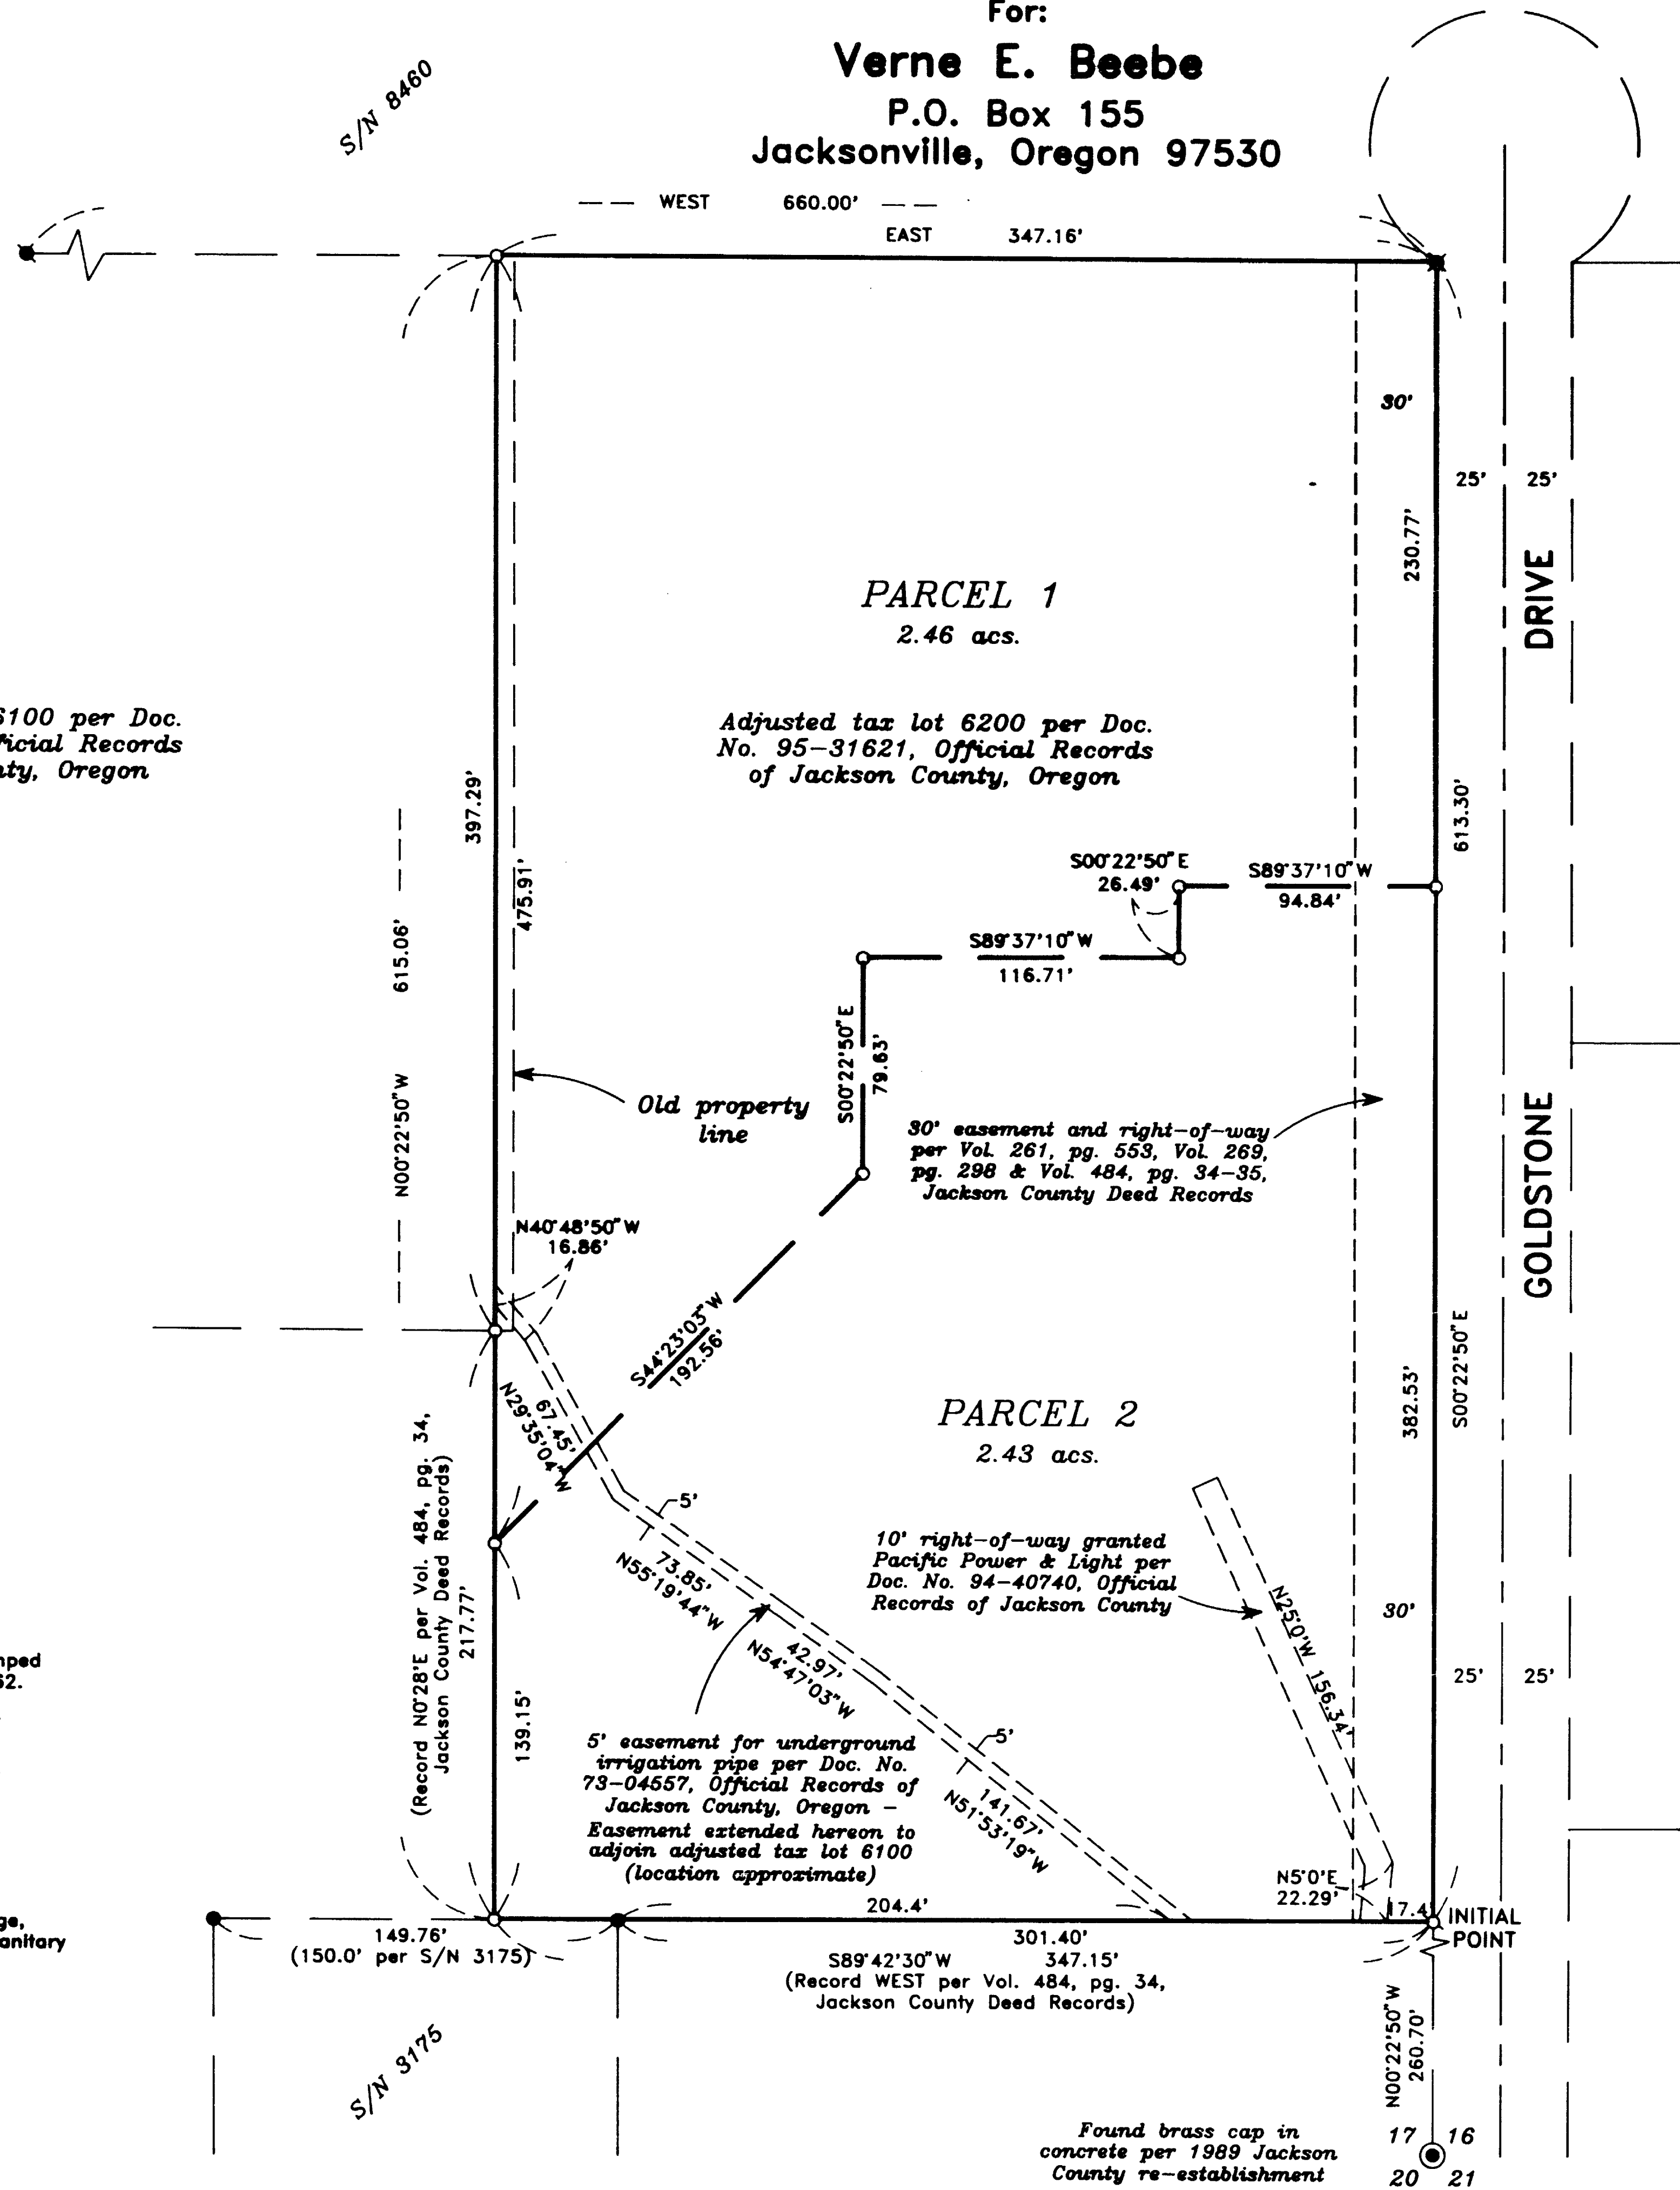 For:
Verne E. Beebe
P.O. Box 155
Jacksonville, Oregon 97530
S/N 8460
WEST 660.00'
EAST 347.16'
30'
25' 25'
230.77'
DRIVE
PARCEL 1
2.46 acs.
6100 per Doc.
Official Records
County, Oregon
Adjusted tax lot 6200 per Doc.
No. 95-31621, Official Records
of Jackson County, Oregon
397.29'
475.91'
613.30'
S00°22'50"E
26.49'
S89°37'10"W
94.84'
S89°37'10"W
116.71'
N00°22'50"W 615.06'
S00°22'50"E
79.63'
Old property
line
30' easement and right-of-way
per Vol. 261, pg. 553, Vol. 269,
pg. 298 & Vol. 484, pg. 34-35,
Jackson County Deed Records
GOLDSTONE
N40°48'50"W
16.86'
S44°23'03"W
192.56'
67.45'
N29°35'04"W
PARCEL 2
2.43 acs.
382.53'
S00°22'50"E
(Record N0°28'E per Vol. 484, pg. 34,
Jackson County Deed Records)
217.77'
5'
73.85'
N55°19'44"W
10' right-of-way granted
Pacific Power & Light per
Doc. No. 94-40740, Official
Records of Jackson County
N25°0'W 156.34'
30'
25' 25'
42.97'
N54°47'03"W
139.15'
5' easement for underground
irrigation pipe per Doc. No.
73-04557, Official Records of
Jackson County, Oregon -
Easement extended hereon to
adjoin adjusted tax lot 6100
(location approximate)
5'
141.67'
N51°53'19"W
N5°0'E
22.29'
17.4'
204.4'
INITIAL
POINT
149.76'
(150.0' per S/N 3175)
301.40'
S89°42'30"W 347.15'
(Record WEST per Vol. 484, pg. 34,
Jackson County Deed Records)
S/N 3175
N00°22'50"W
260.70'
Found brass cap in
concrete per 1989 Jackson
County re-establishment
17 16
20 21